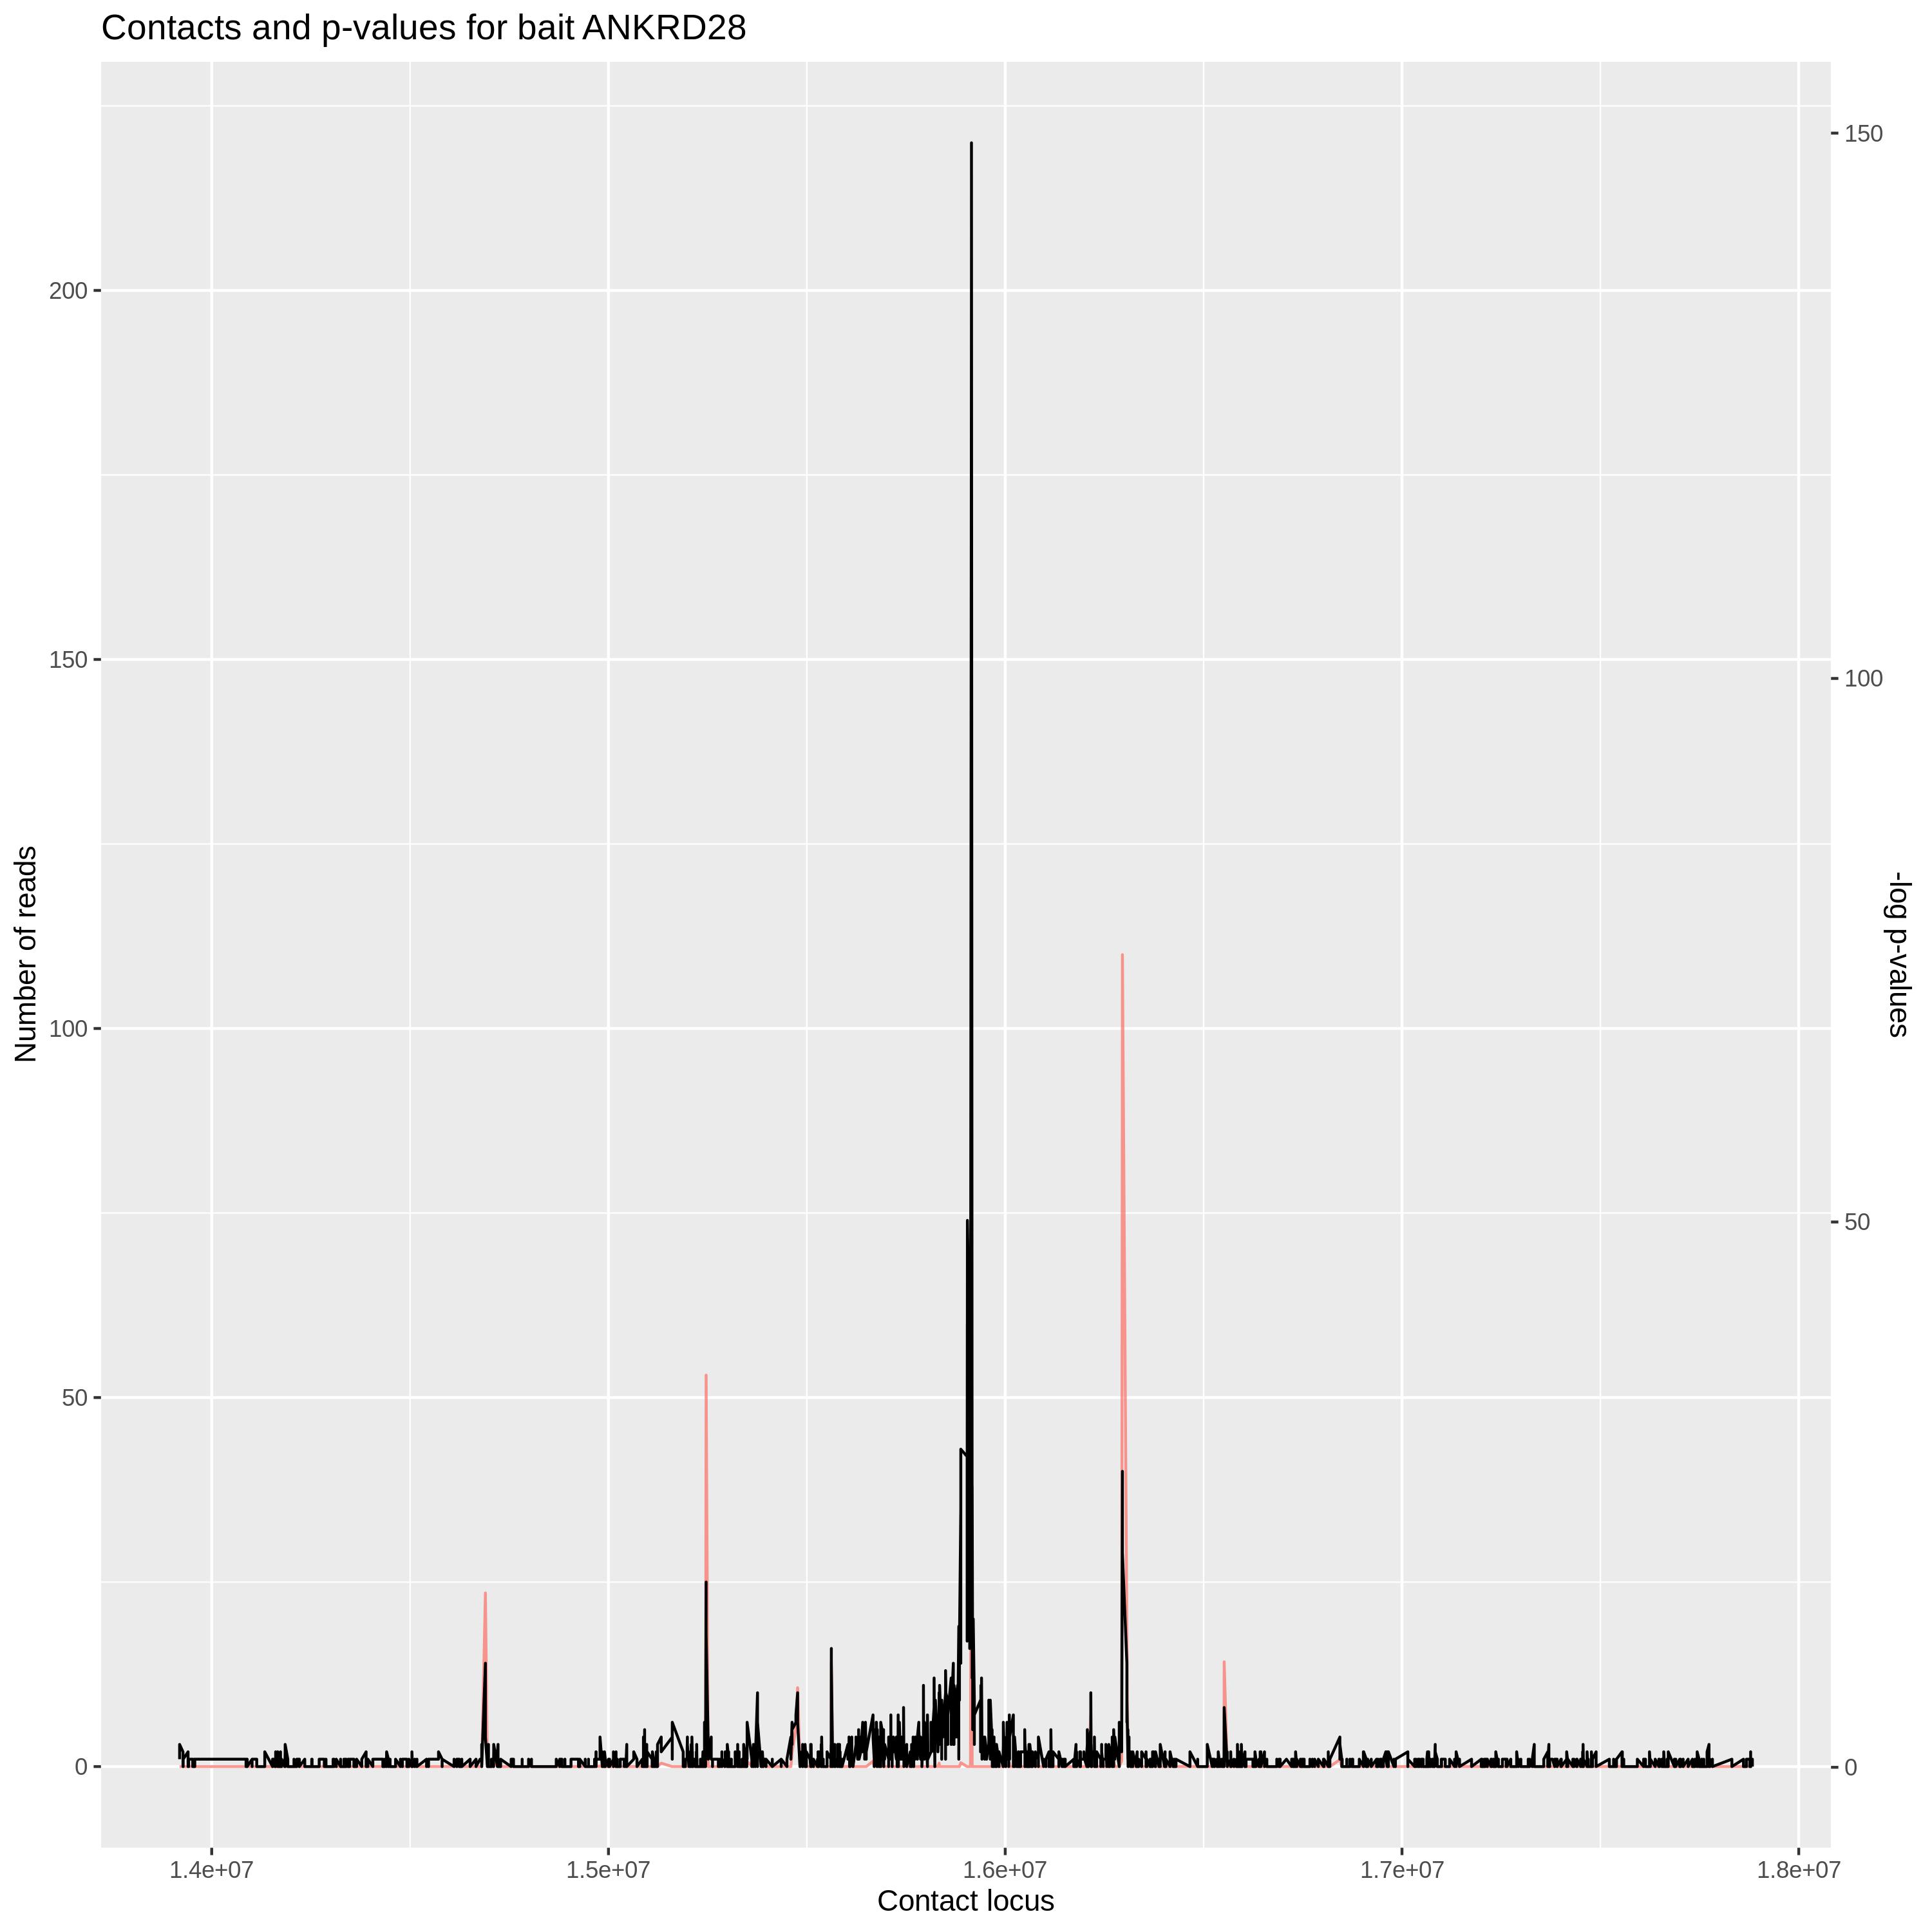 Contacts and p-values for bait ANKRD28
200
150
100
50
0
Number of reads
150
100
50
0
-log p-values
1.4e+07 1.5e+07 1.6e+07 1.7e+07 1.8e+07
Contact locus